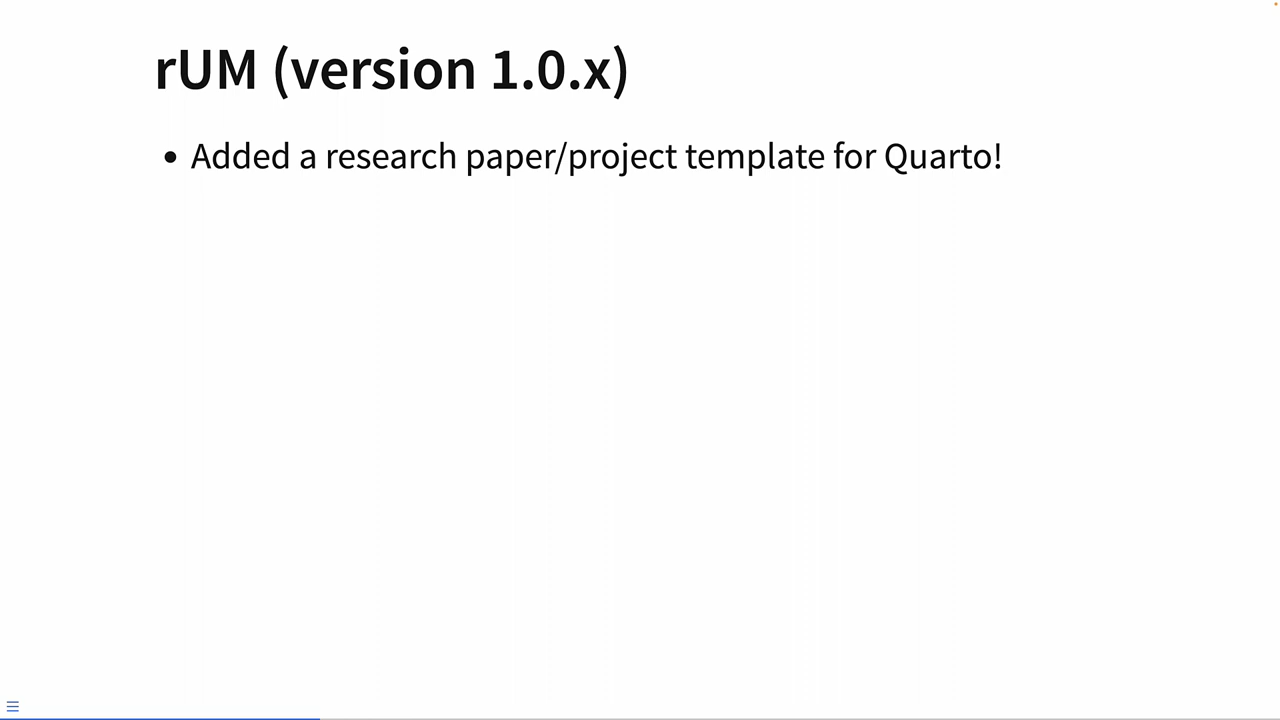 rUM (version 1.0.x)
• Added a research paper/project template for Quarto!